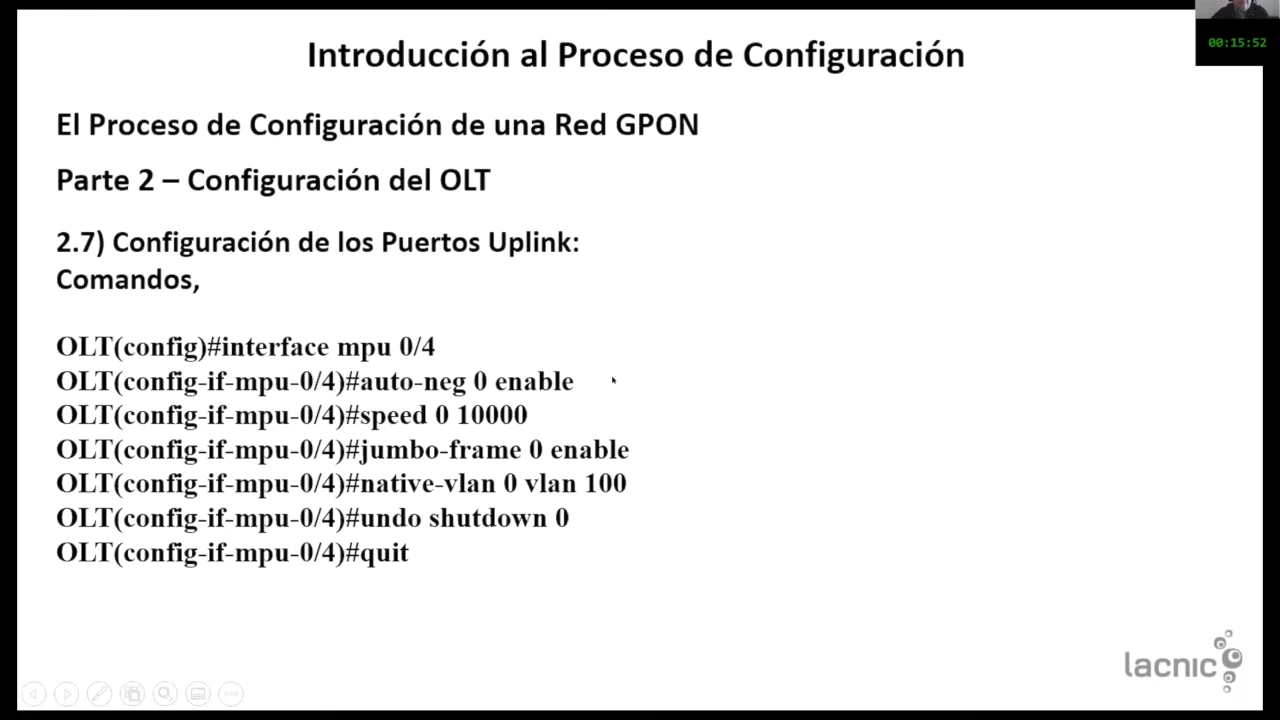 Introducción al Proceso de Configuración
00:15:52
El Proceso de Configuración de una Red GPON
Parte 2 – Configuración del OLT
2.7) Configuración de los Puertos Uplink:
Comandos,
OLT(config)#interface mpu 0/4
OLT(config-if-mpu-0/4)#auto-neg 0 enable
OLT(config-if-mpu-0/4)#speed 0 10000
OLT(config-if-mpu-0/4)#jumbo-frame 0 enable
OLT(config-if-mpu-0/4)#native-vlan 0 vlan 100
OLT(config-if-mpu-0/4)#undo shutdown 0
OLT(config-if-mpu-0/4)#quit
lacnic